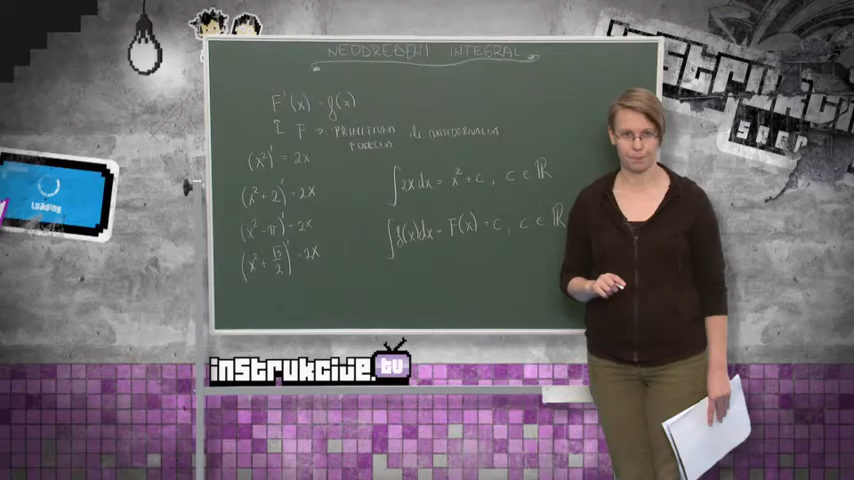 NEODREĐENI INTEGRAL
F'(x) = f(x)
F → PRIMITIVNA ili ANTIDERIVACIJA
FUNKCIJA
(x²)' = 2x
(x² + 2)' = 2x
(x² - π)' = 2x
(x² + √3/2)' = 2x
∫2x dx = x² + c, c ∈ ℝ
∫f(x)dx = F(x) + c, c ∈ ℝ
Loading
instrukcije.tv